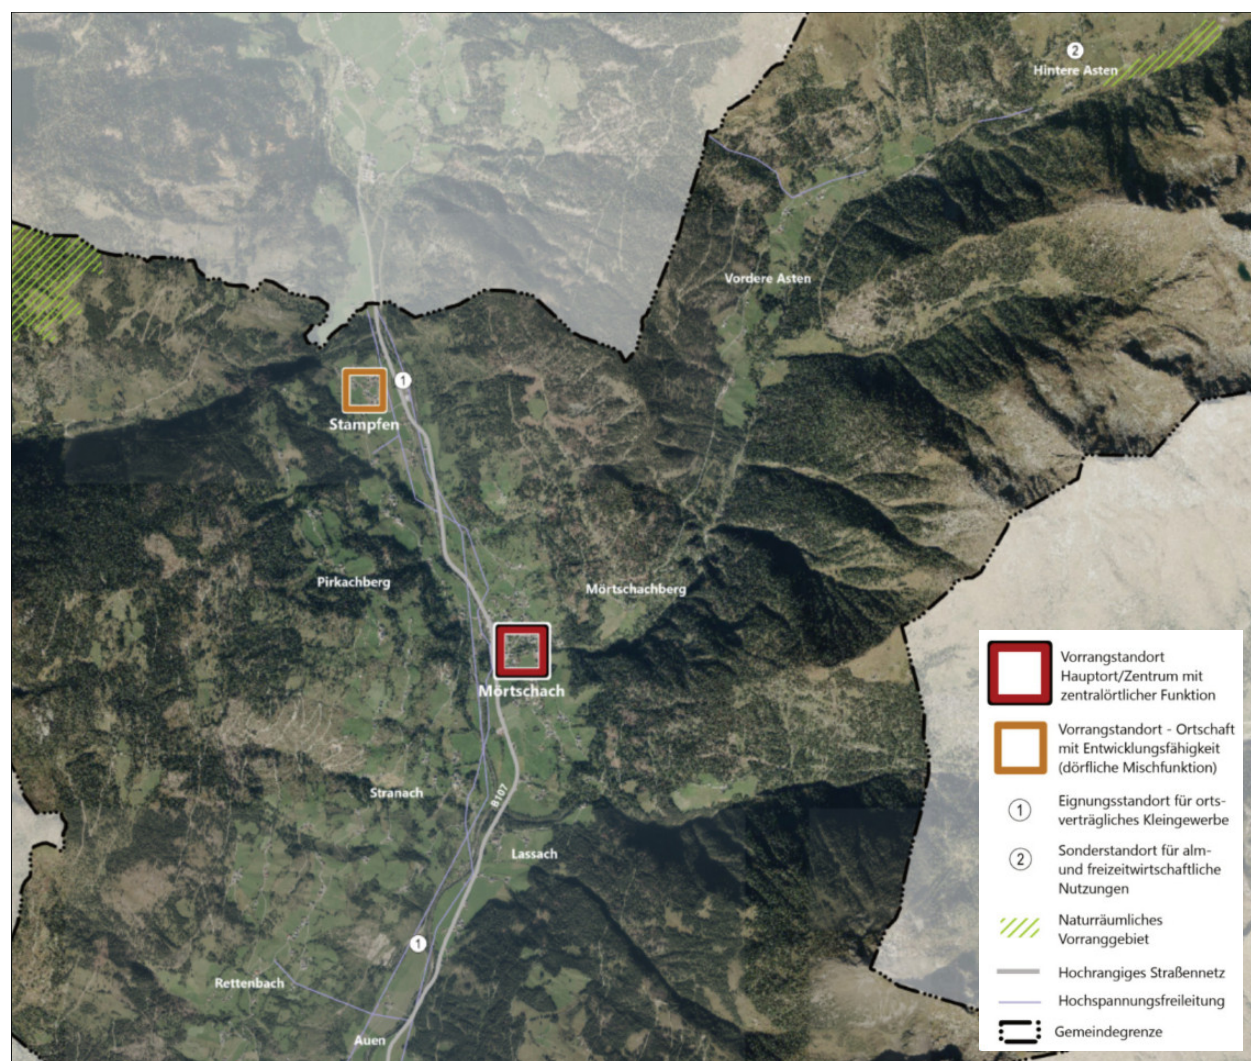 2
Hintere Asten
Vordere Asten
1
Stampfen
Pirkachberg
Mörtschachberg
Mörtschach
Stranach
B107
Lassach
1
Rettenbach
Auen
Vorrangstandort
Hauptort/Zentrum mit
zentralörtlicher Funktion
Vorrangstandort - Ortschaft
mit Entwicklungsfähigkeit
(dörfliche Mischfunktion)
1
Eignungsstandort für orts-
verträgliches Kleingewerbe
2
Sonderstandort für alm-
und freizeitwirtschaftliche
Nutzungen
Naturräumliches
Vorranggebiet
Hochrangiges Straßennetz
Hochspannungsfreileitung
Gemeindegrenze